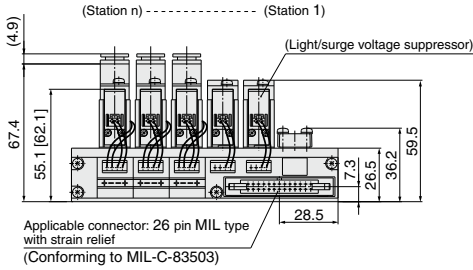 (Station n) ---------------- (Station 1)
(4.9)
(Light/surge voltage suppressor)
67.4
55.1 [62.1]
7.3
26.5
36.2
59.5
28.5
Applicable connector: 26 pin MIL type
with strain relief
(Conforming to MIL-C-83503)